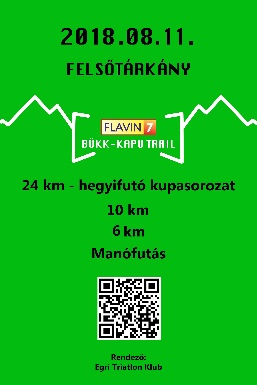 2018.08.11.
FELSŐTÁRKÁNY
FLAVIN 7
BÜKK-KAPU TRAIL
24 km - hegyifutó kupasorozat
10 km
6 km
Manófutás
Rendező:
Egri Triatlon Klub